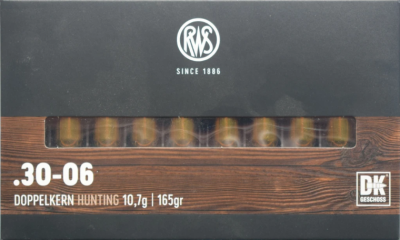 RWS
SINCE 1886
.30-06
DOPPELKERN HUNTING 10,7g | 165gr
DK
GESCHOSS